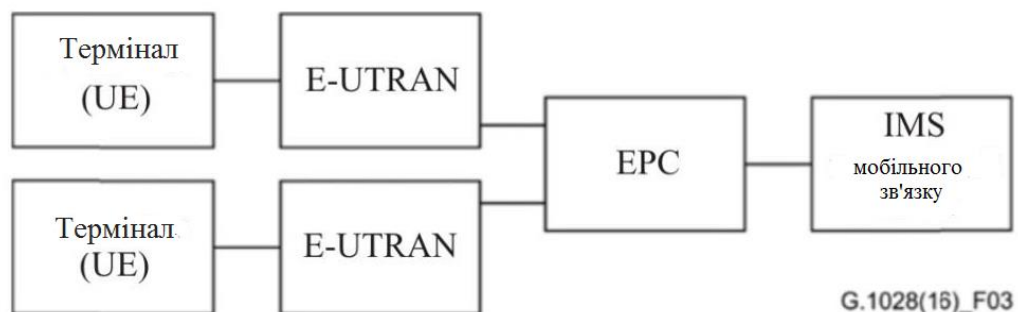 Термінал
(UE)
E-UTRAN
EPC
IMS
мобільного
зв'язку
Термінал
(UE)
E-UTRAN
G.1028(16)_F03